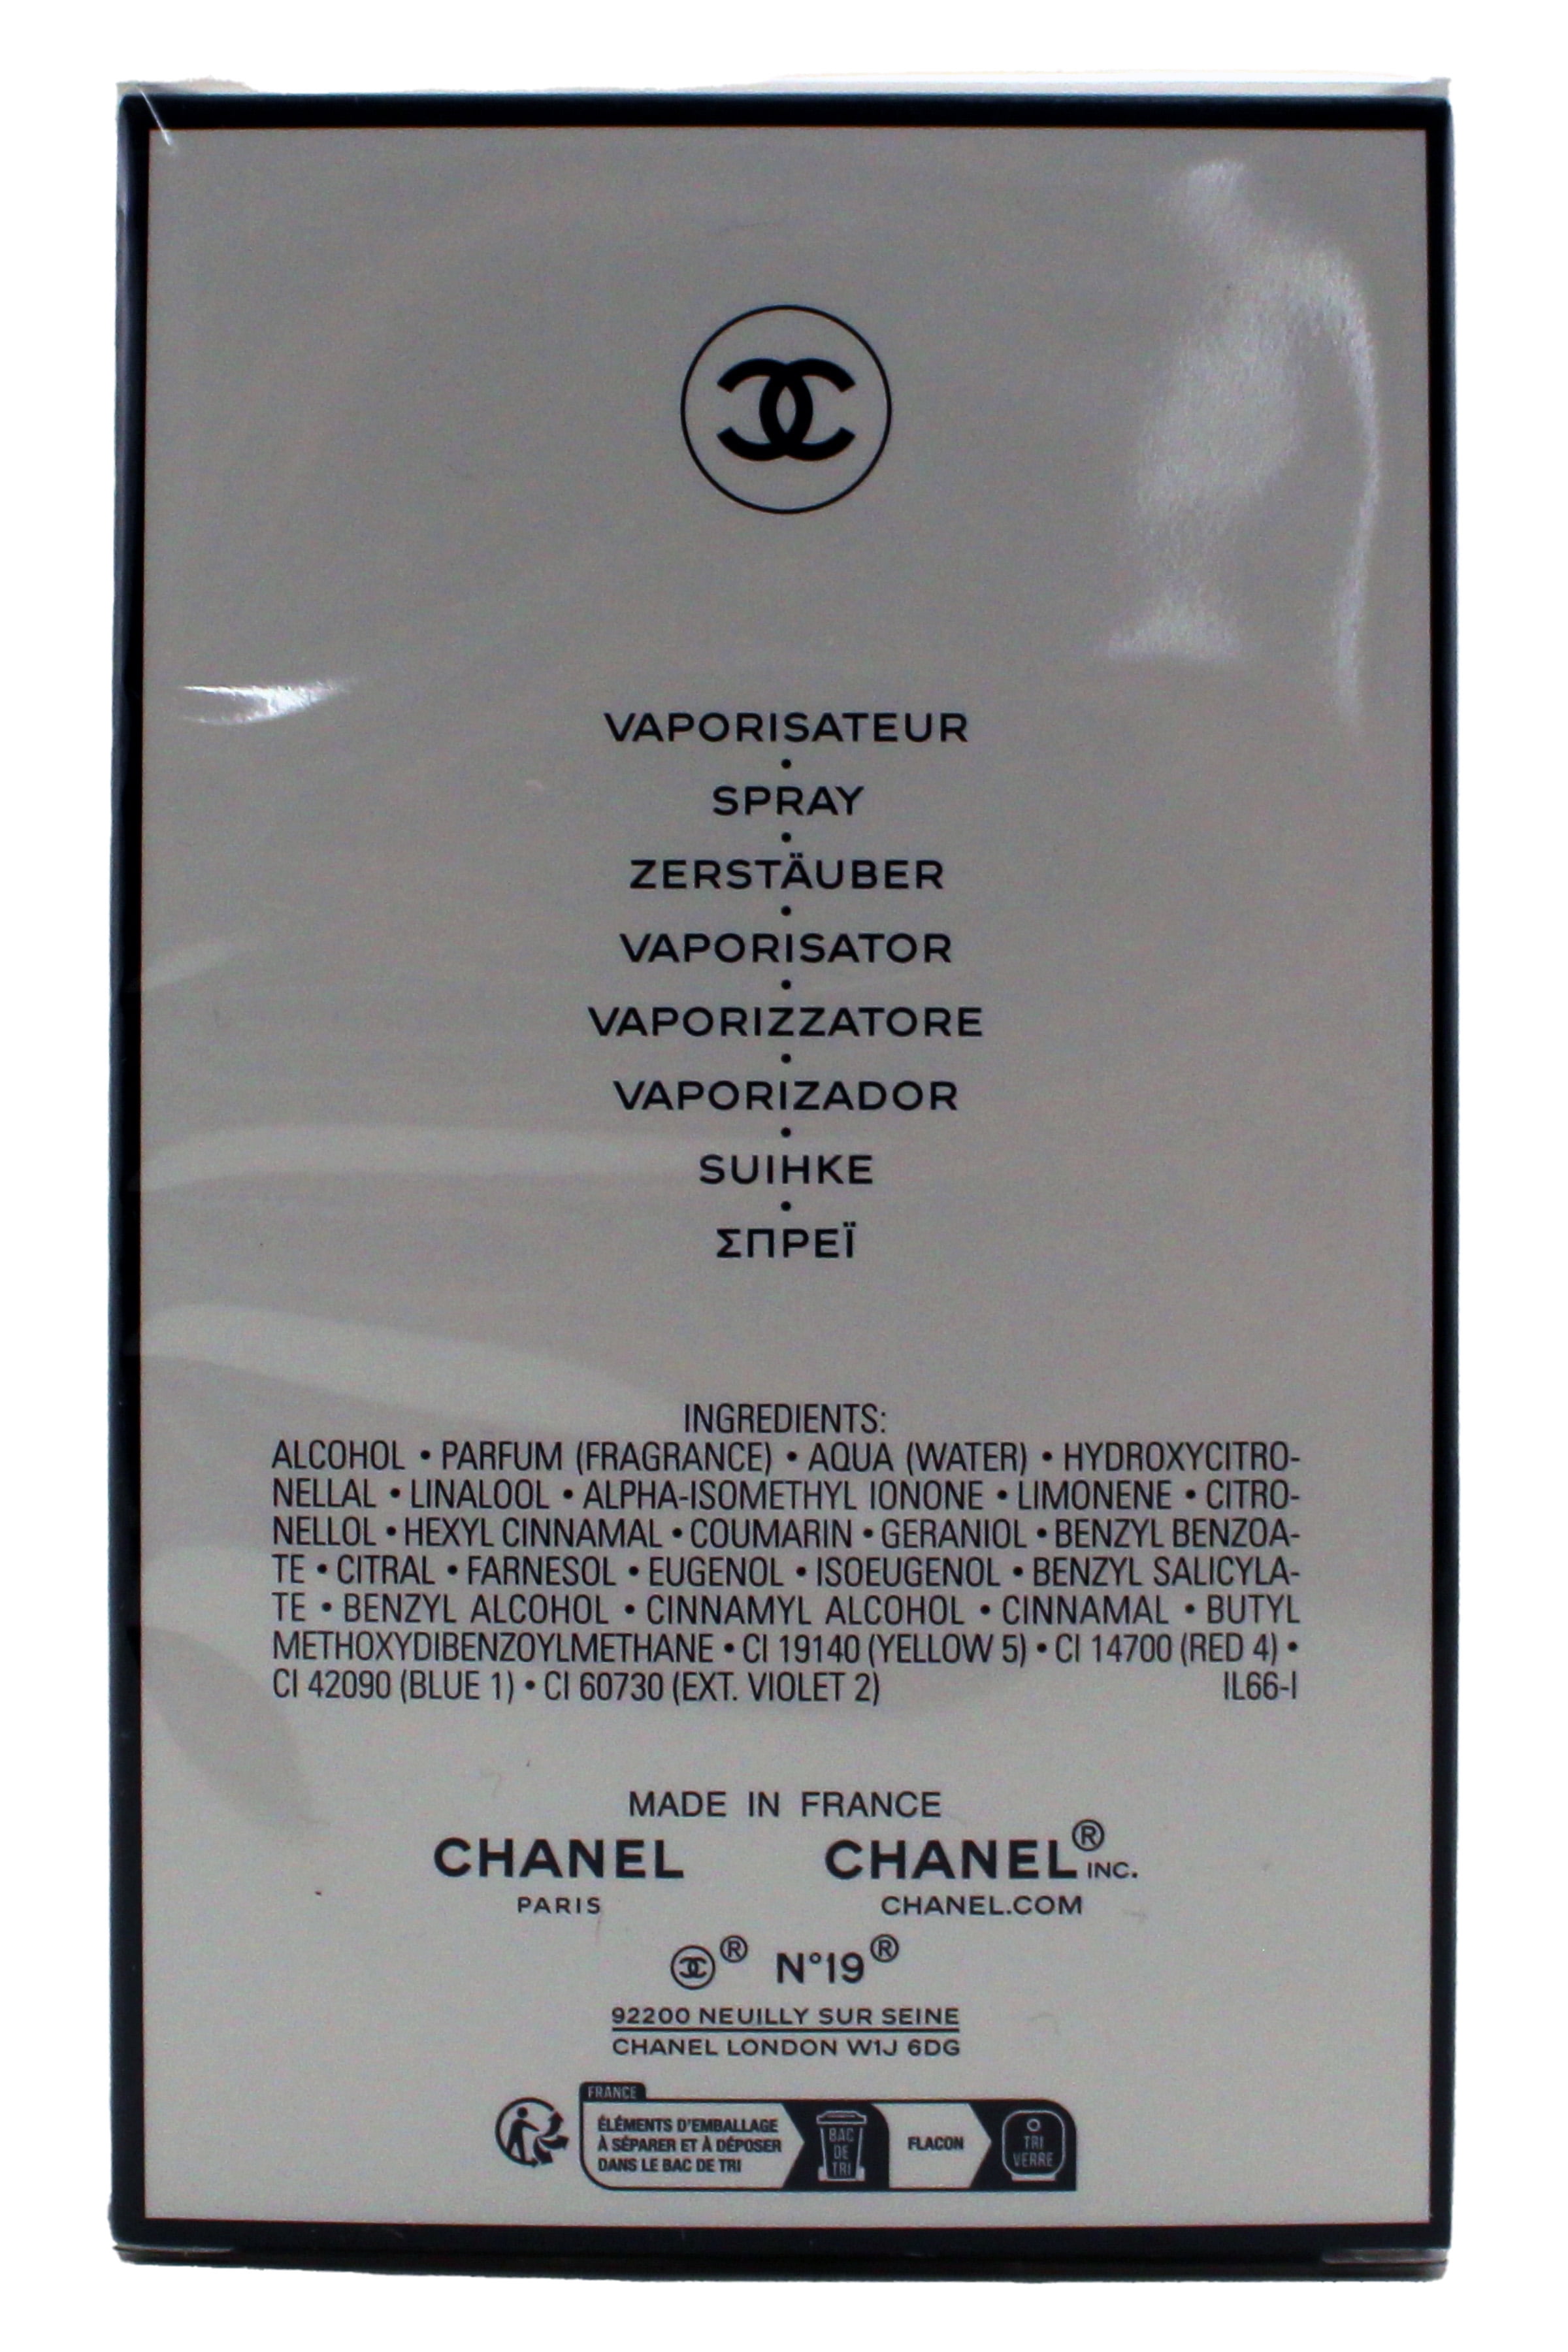 VAPORISATEUR
•
SPRAY
•
ZERSTÄUBER
•
VAPORISATOR
•
VAPORIZZATORE
•
VAPORIZADOR
•
SUIHKE
•
ΣΠΡΕΪ
INGREDIENTS:
ALCOHOL • PARFUM (FRAGRANCE) • AQUA (WATER) • HYDROXYCITRO-
NELLAL • LINALOOL • ALPHA-ISOMETHYL IONONE • LIMONENE • CITRO-
NELLOL • HEXYL CINNAMAL • COUMARIN • GERANIOL • BENZYL BENZOA-
TE • CITRAL • FARNESOL • EUGENOL • ISOEUGENOL • BENZYL SALICYLA-
TE • BENZYL ALCOHOL • CINNAMYL ALCOHOL • CINNAMAL • BUTYL
METHOXYDIBENZOYLMETHANE • CI 19140 (YELLOW 5) • CI 14700 (RED 4) •
CI 42090 (BLUE 1) • CI 60730 (EXT. VIOLET 2) IL66-I
MADE IN FRANCE
CHANEL CHANEL® INC.
PARIS CHANEL.COM
® N°19®
92200 NEUILLY SUR SEINE
CHANEL LONDON W1J 6DG
FRANCE
ÉLÉMENTS D'EMBALLAGE
À SÉPARER ET À DÉPOSER
DANS LE BAC DE TRI
BAC
DE
TRI
FLACON
TRI
VERRE